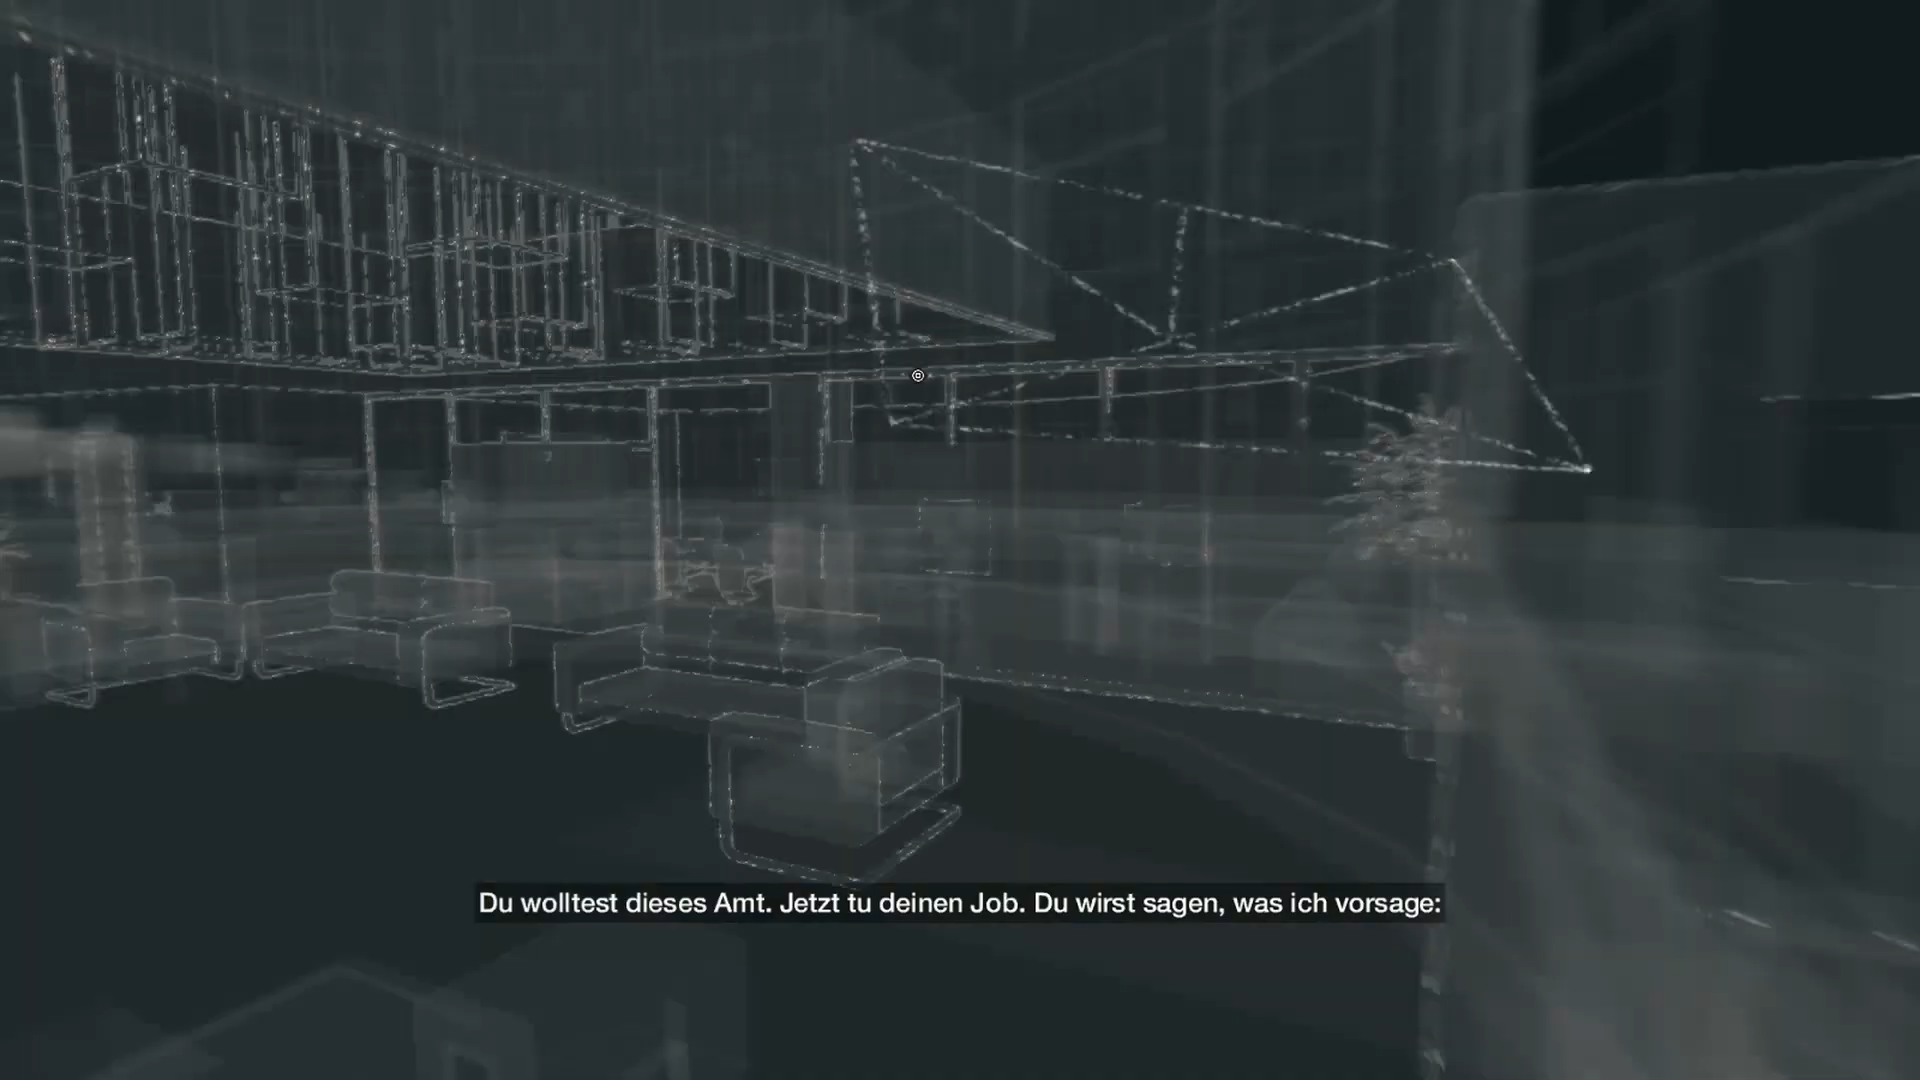 Du wolltest dieses Amt. Jetzt tu deinen Job. Du wirst sagen, was ich vorsage: